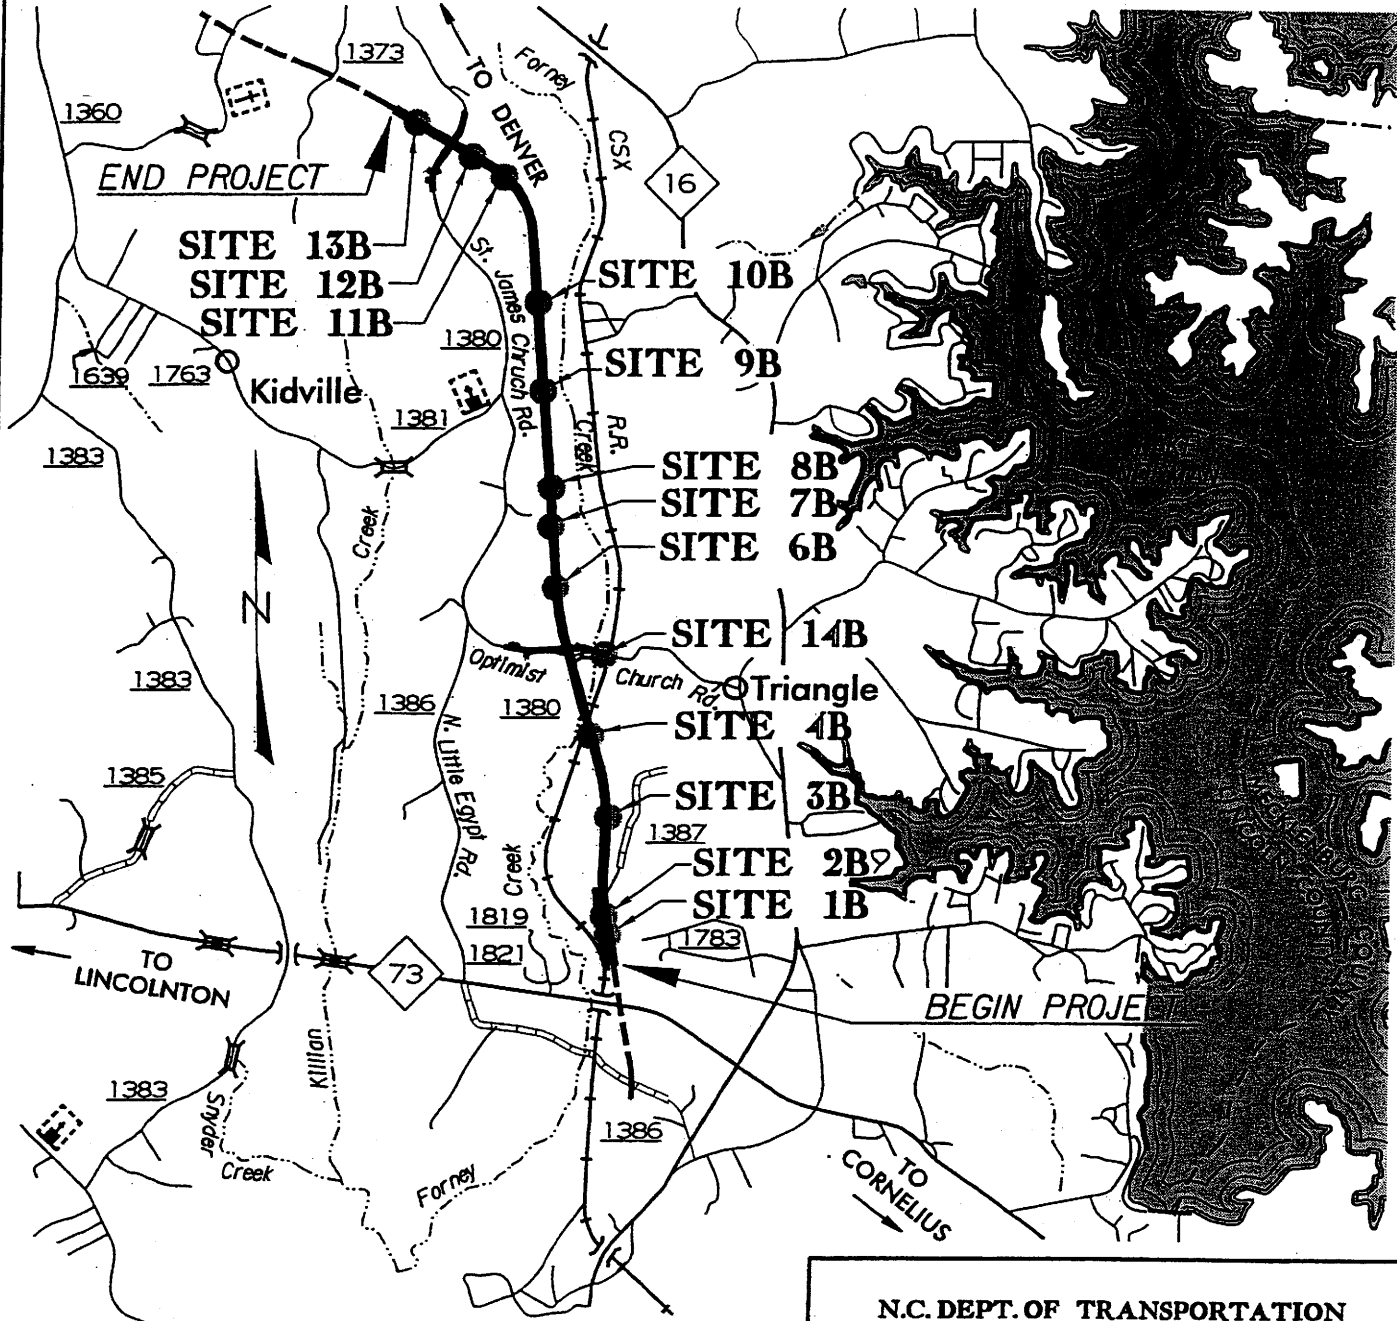 1373
Forney
TO DENVER
1360
CSX
END PROJECT
16
SITE 13B
SITE 12B
SITE 11B
SITE 10B
St. James Chruch Rd.
1380
SITE 9B
1639
1763
Kidville
1381
R.R.
Creek
1383
SITE 8B
SITE 7B
SITE 6B
Creek
N
SITE 14B
Optimist
Church Rd.
Triangle
1383
1386
1380
SITE 4B
N. Little Egypt Rd.
1385
SITE 3B
1387
Creek
SITE 2B
SITE 1B
1819
1783
1821
TO
LINCOLNTON
73
BEGIN PROJECT
Killian
1383
Snyder
Creek
1386
Forney
TO
CORNELIUS
N.C. DEPT. OF TRANSPORTATION